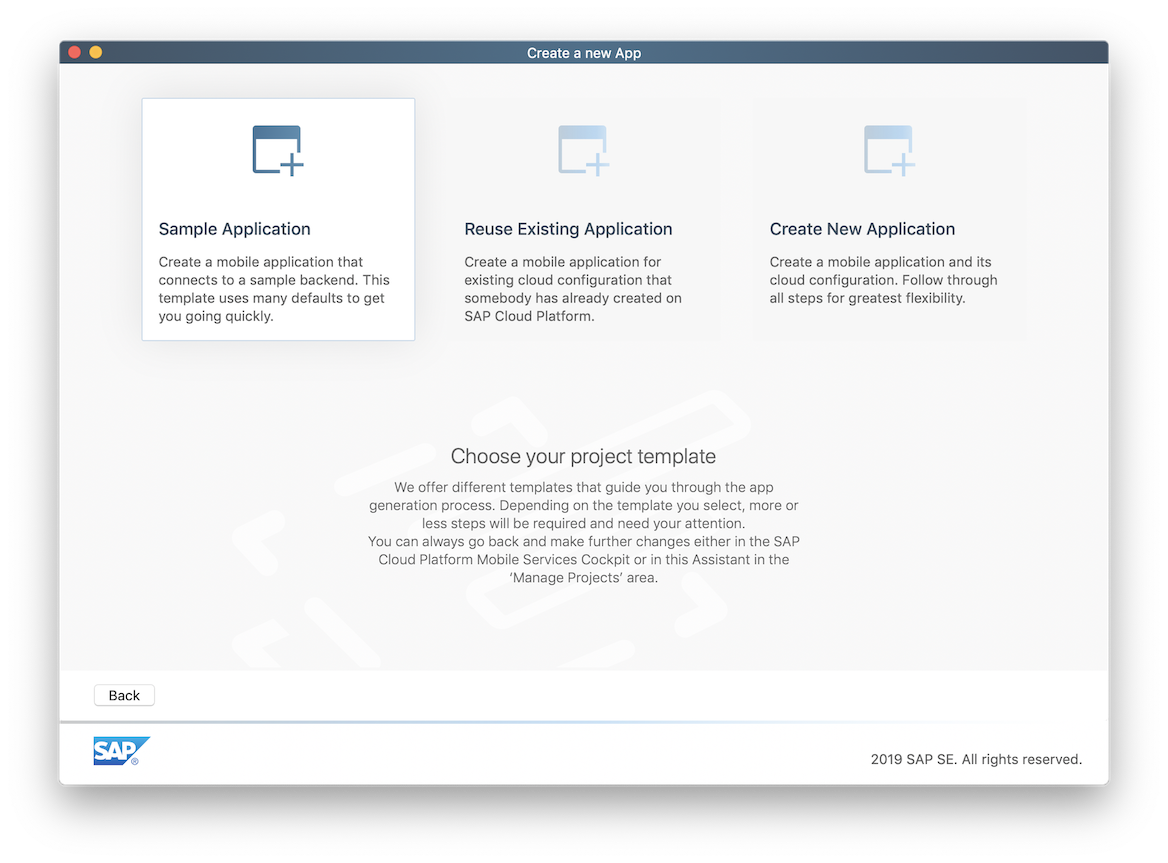 Create a new App
Sample Application
Create a mobile application that
connects to a sample backend. This
template uses many defaults to get
you going quickly.
Reuse Existing Application
Create a mobile application for
existing cloud configuration that
somebody has already created on
SAP Cloud Platform.
Create New Application
Create a mobile application and its
cloud configuration. Follow through
all steps for greatest flexibility.
Choose your project template
We offer different templates that guide you through the app
generation process. Depending on the template you select, more or
less steps will be required and need your attention.
You can always go back and make further changes either in the SAP
Cloud Platform Mobile Services Cockpit or in this Assistant in the
‘Manage Projects’ area.
Back
SAP®
2019 SAP SE. All rights reserved.